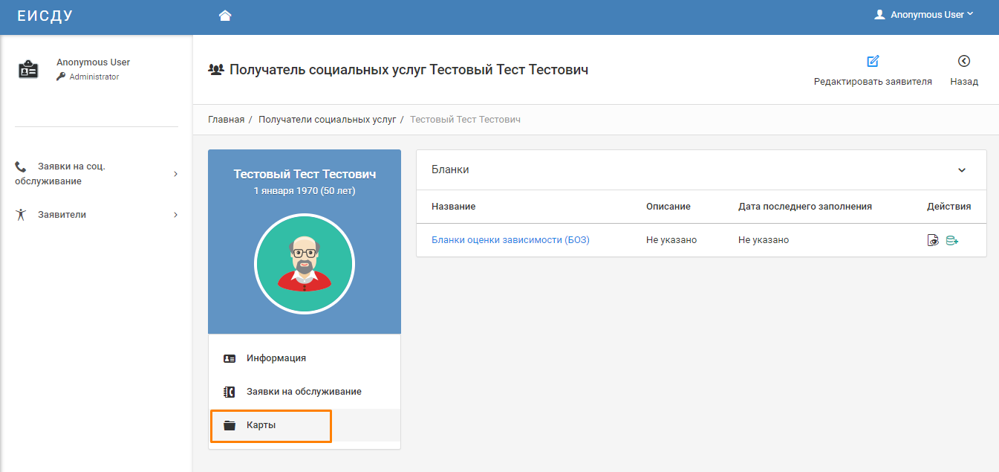 ЕИСДУ
Anonymous User
Anonymous User
Administrator
Заявки на соц.
обслуживание
Заявители
Получатель социальных услуг Тестовый Тест Тестович
Редактировать заявителя
Назад
Главная / Получатели социальных услуг / Тестовый Тест Тестович
Тестовый Тест Тестович
1 января 1970 (50 лет)
Информация
Заявки на обслуживание
Карты
Бланки
Название Описание Дата последнего заполнения Действия
Бланки оценки зависимости (БОЗ) Не указано Не указано